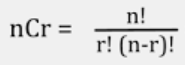 nCr = n! / r! (n-r)!